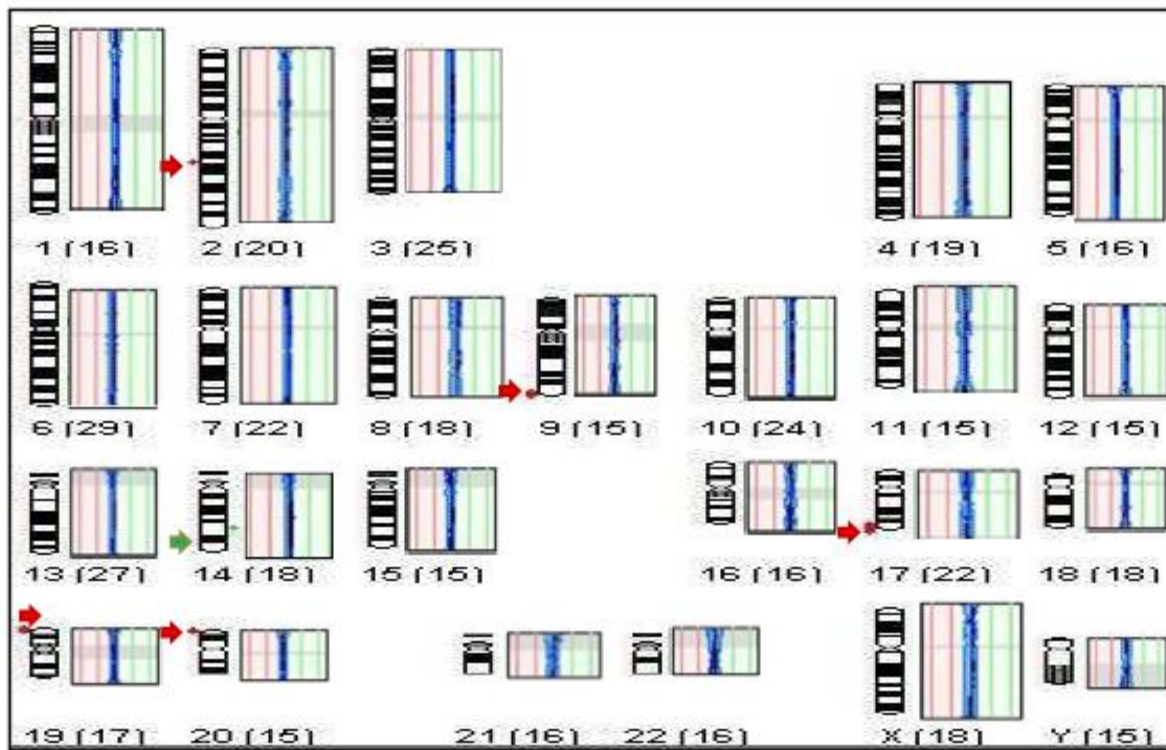 1 (16) 2 (20) 3 (25) 4 (19) 5 (16)
6 (29) 7 (22) 8 (18) 9 (15) 10 (24) 11 (15) 12 (15)
13 (27) 14 (18) 15 (15) 16 (16) 17 (22) 18 (18)
19 (17) 20 (15) 21 (16) 22 (16) X (18) Y (15)